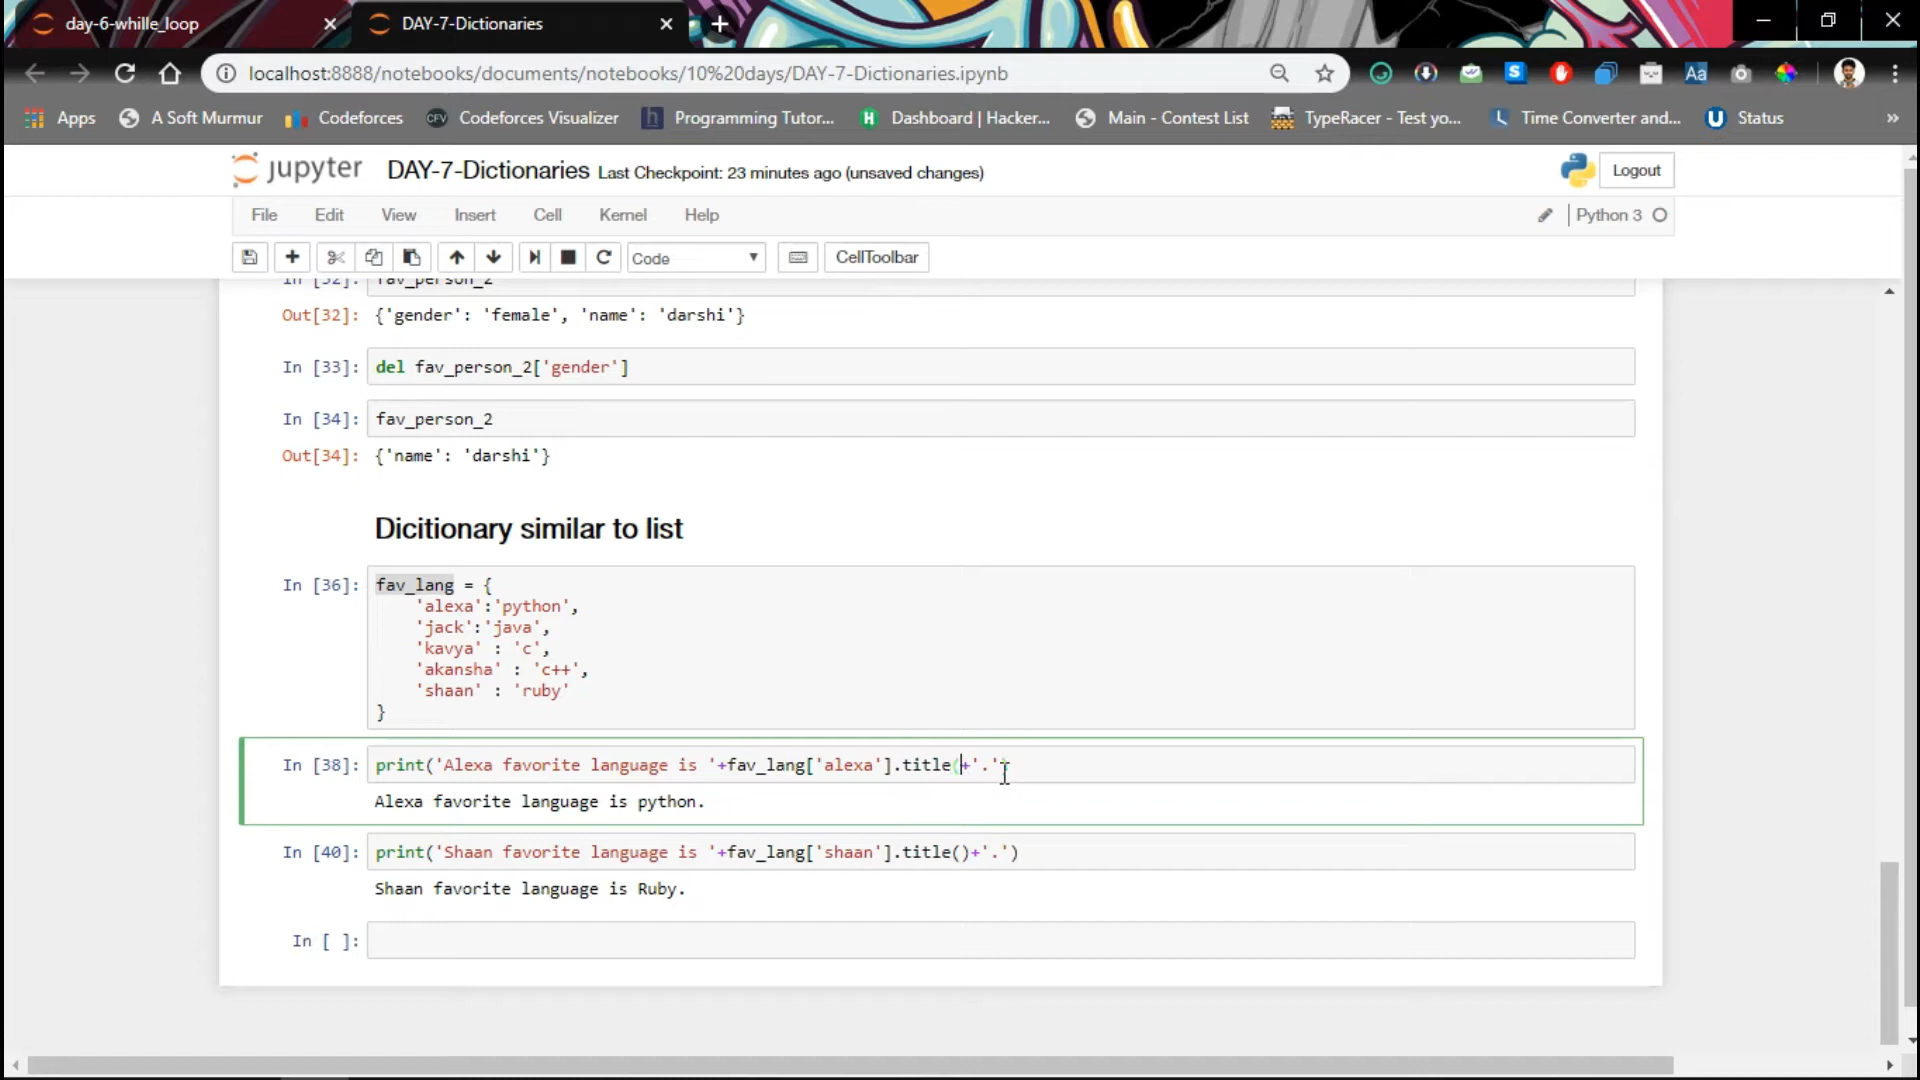 day-6-whille_loop
DAY-7-Dictionaries
localhost:8888/notebooks/documents/notebooks/10%20days/DAY-7-Dictionaries.ipynb
Apps A Soft Murmur Codeforces CFV Codeforces Visualizer h Programming Tutor... H Dashboard | Hacker... Main - Contest List TypeRacer - Test yo... Time Converter and... U Status »
jupyter DAY-7-Dictionaries Last Checkpoint: 23 minutes ago (unsaved changes) Logout
File Edit View Insert Cell Kernel Help Python 3
Code CellToolbar
In [32]: fav_person_2
Out[32]: {'gender': 'female', 'name': 'darshi'}
In [33]: del fav_person_2['gender']
In [34]: fav_person_2
Out[34]: {'name': 'darshi'}
Dicitionary similar to list
In [36]: fav_lang = {
'alexa':'python',
'jack':'java',
'kavya' : 'c',
'akansha' : 'c++',
'shaan' : 'ruby'
}
In [38]: print('Alexa favorite language is '+fav_lang['alexa'].title(+'.')
Alexa favorite language is python.
In [40]: print('Shaan favorite language is '+fav_lang['shaan'].title()+'.')
Shaan favorite language is Ruby.
In [ ]: